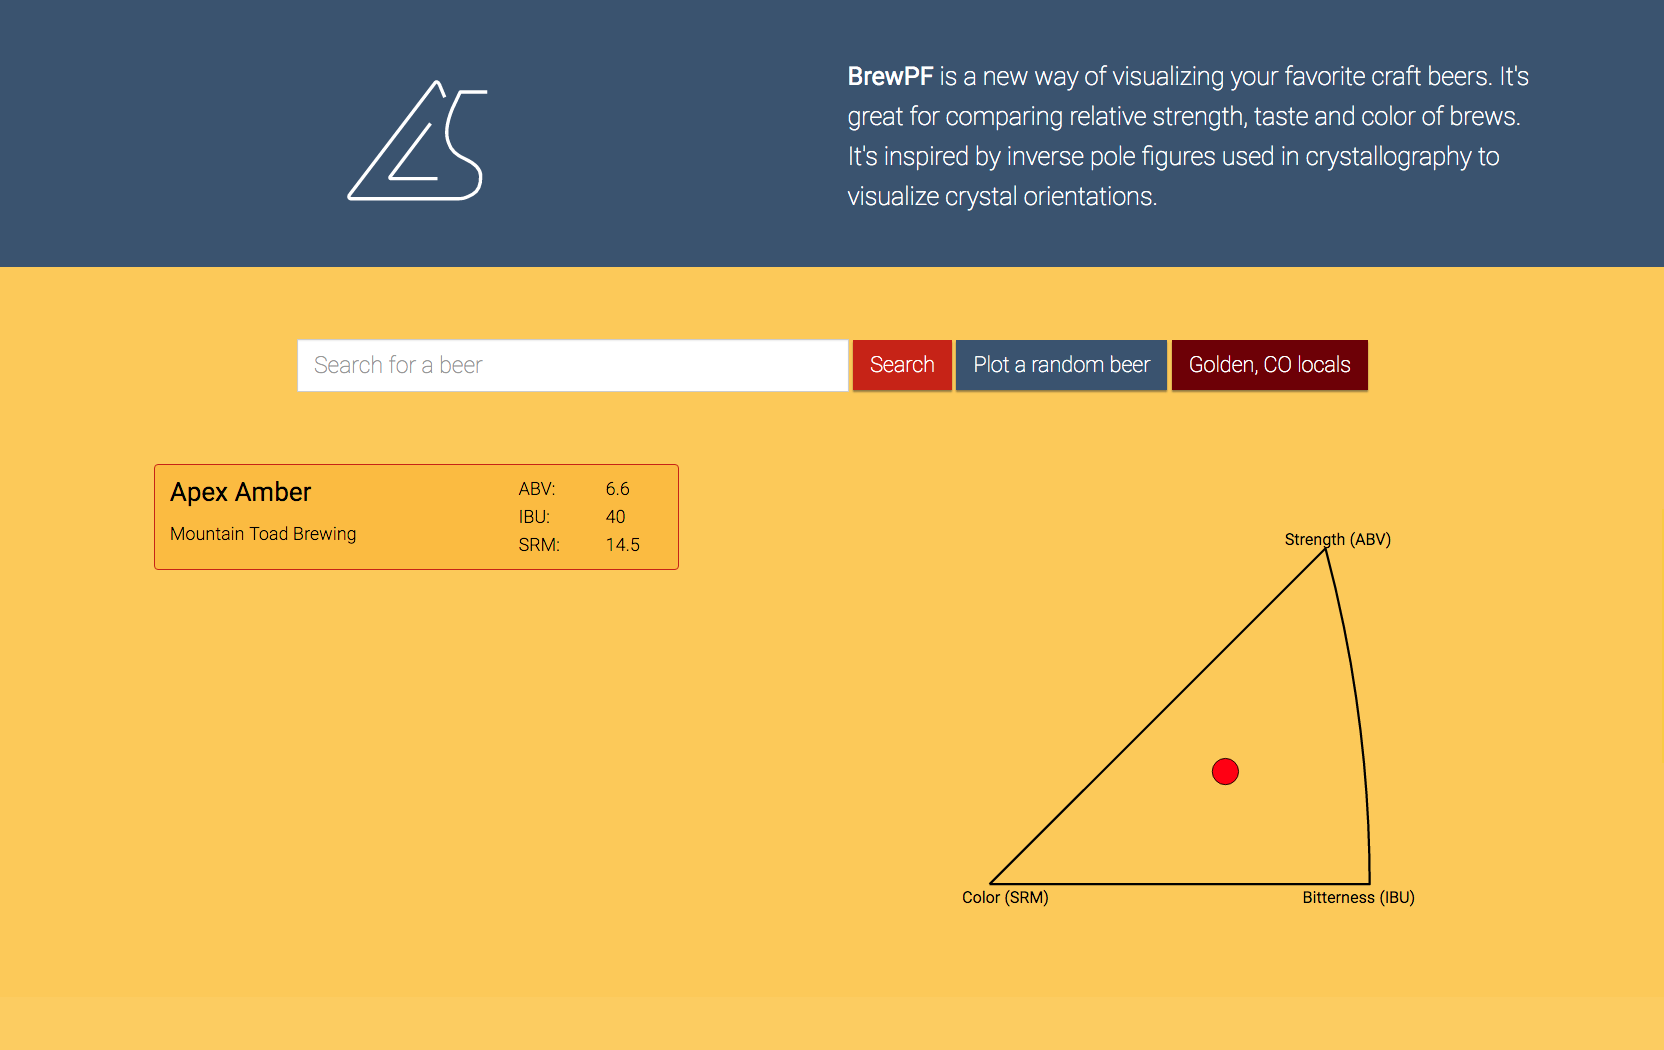 BrewPF is a new way of visualizing your favorite craft beers. It's
great for comparing relative strength, taste and color of brews.
It's inspired by inverse pole figures used in crystallography to
visualize crystal orientations.
Search for a beer
Search
Plot a random beer
Golden, CO locals
Apex Amber
Mountain Toad Brewing
ABV: 6.6
IBU: 40
SRM: 14.5
Strength (ABV)
Color (SRM)
Bitterness (IBU)